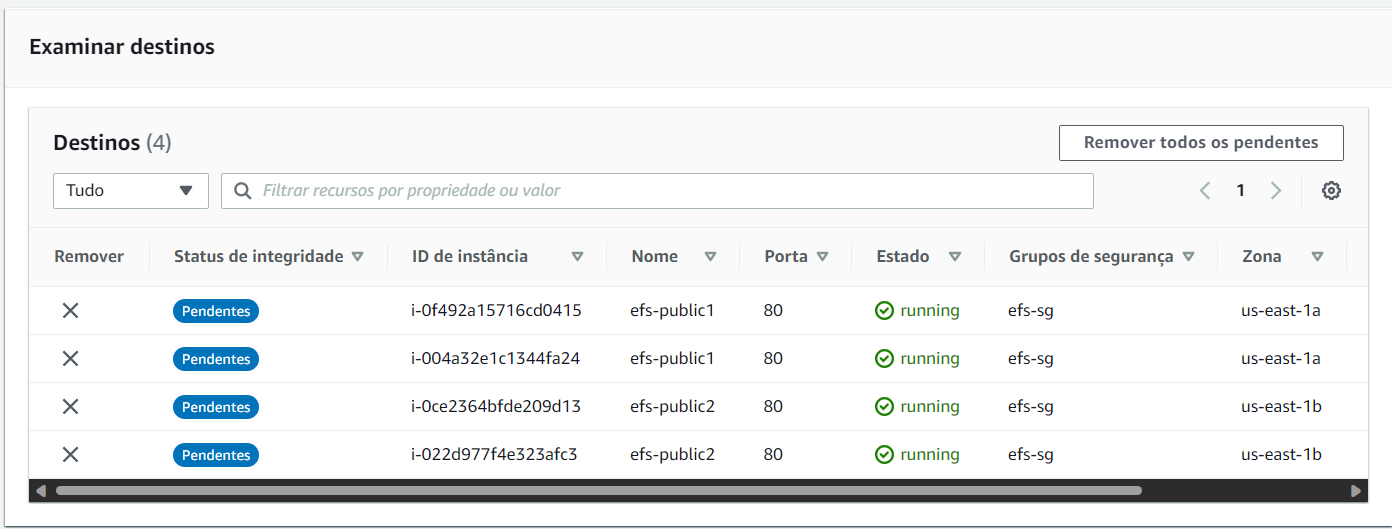 Examinar destinos
Destinos (4)
Remover todos os pendentes
Tudo
Filtrar recursos por propriedade ou valor
1
Remover Status de integridade ID de instância Nome Porta Estado Grupos de segurança Zona
Pendentes i-0f492a15716cd0415 efs-public1 80 running efs-sg us-east-1a
Pendentes i-004a32e1c1344fa24 efs-public1 80 running efs-sg us-east-1a
Pendentes i-0ce2364bfde209d13 efs-public2 80 running efs-sg us-east-1b
Pendentes i-022d977f4e323afc3 efs-public2 80 running efs-sg us-east-1b